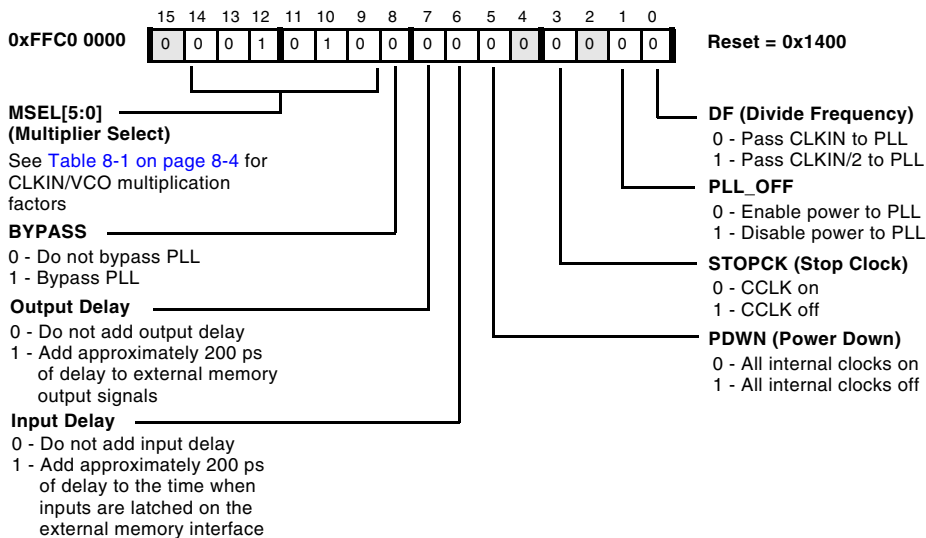 15 14 13 12 11 10 9 8 7 6 5 4 3 2 1 0
0xFFC0 0000
0 0 0 1 0 1 0 0 0 0 0 0 0 0 0 0
Reset = 0x1400
MSEL[5:0]
(Multiplier Select)
See Table 8-1 on page 8-4 for
CLKIN/VCO multiplication
factors
BYPASS
0 - Do not bypass PLL
1 - Bypass PLL
Output Delay
0 - Do not add output delay
1 - Add approximately 200 ps
of delay to external memory
output signals
Input Delay
0 - Do not add input delay
1 - Add approximately 200 ps
of delay to the time when
inputs are latched on the
external memory interface
DF (Divide Frequency)
0 - Pass CLKIN to PLL
1 - Pass CLKIN/2 to PLL
PLL_OFF
0 - Enable power to PLL
1 - Disable power to PLL
STOPCK (Stop Clock)
0 - CCLK on
1 - CCLK off
PDWN (Power Down)
0 - All internal clocks on
1 - All internal clocks off